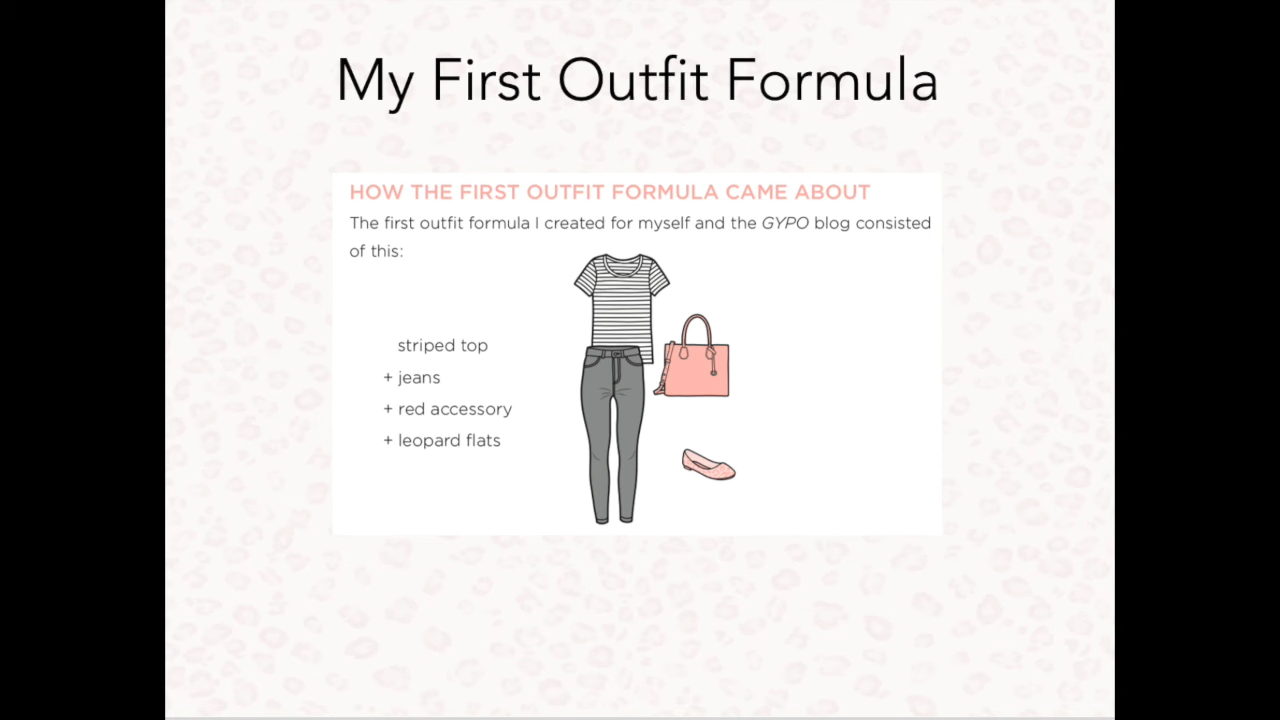 My First Outfit Formula
HOW THE FIRST OUTFIT FORMULA CAME ABOUT
The first outfit formula I created for myself and the GYPO blog consisted
of this:
striped top
+ jeans
+ red accessory
+ leopard flats